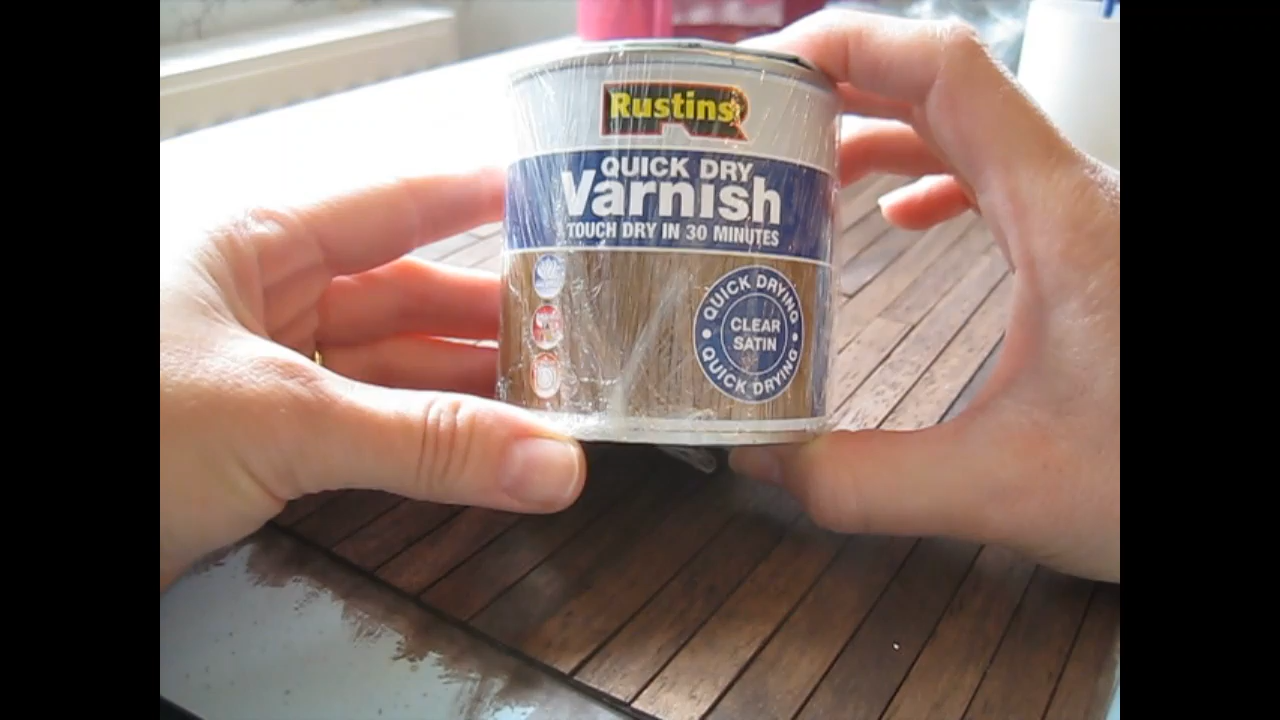 Rustins
QUICK DRY
Varnish
TOUCH DRY IN 30 MINUTES
QUICK DRYING
CLEAR
SATIN
QUICK DRYING